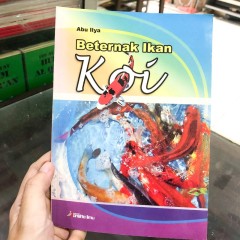 Abu Ilya
Beternak Ikan
Koi